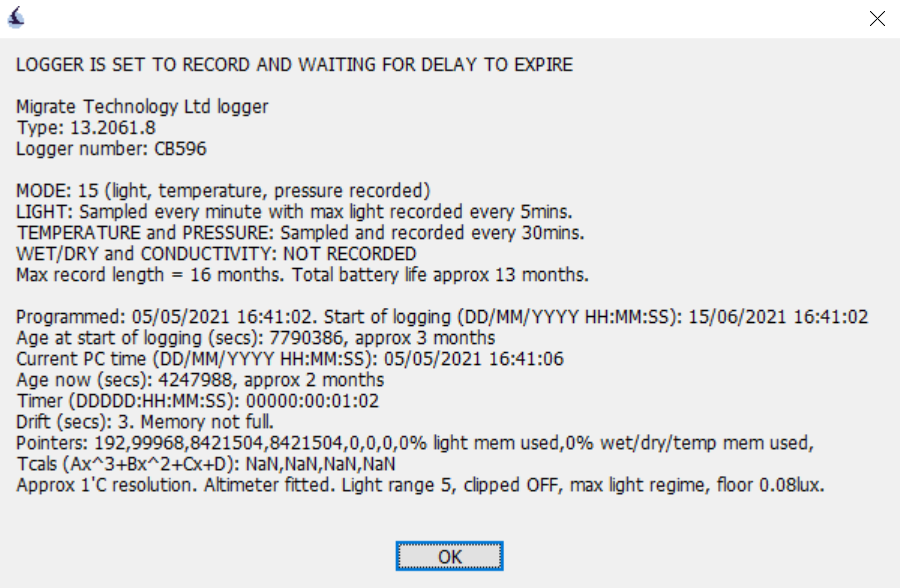 LOGGER IS SET TO RECORD AND WAITING FOR DELAY TO EXPIRE
Migrate Technology Ltd logger
Type: 13.2061.8
Logger number: CB596
MODE: 15 (light, temperature, pressure recorded)
LIGHT: Sampled every minute with max light recorded every 5mins.
TEMPERATURE and PRESSURE: Sampled and recorded every 30mins.
WET/DRY and CONDUCTIVITY: NOT RECORDED
Max record length = 16 months. Total battery life approx 13 months.
Programmed: 05/05/2021 16:41:02. Start of logging (DD/MM/YYYY HH:MM:SS): 15/06/2021 16:41:02
Age at start of logging (secs): 7790386, approx 3 months
Current PC time (DD/MM/YYYY HH:MM:SS): 05/05/2021 16:41:06
Age now (secs): 4247988, approx 2 months
Timer (DDDDD:HH:MM:SS): 00000:00:01:02
Drift (secs): 3. Memory not full.
Pointers: 192,99968,8421504,8421504,0,0,0,0% light mem used,0% wet/dry/temp mem used,
Tcals (Ax^3+Bx^2+Cx+D): NaN,NaN,NaN,NaN
Approx 1'C resolution. Altimeter fitted. Light range 5, clipped OFF, max light regime, floor 0.08lux.
OK